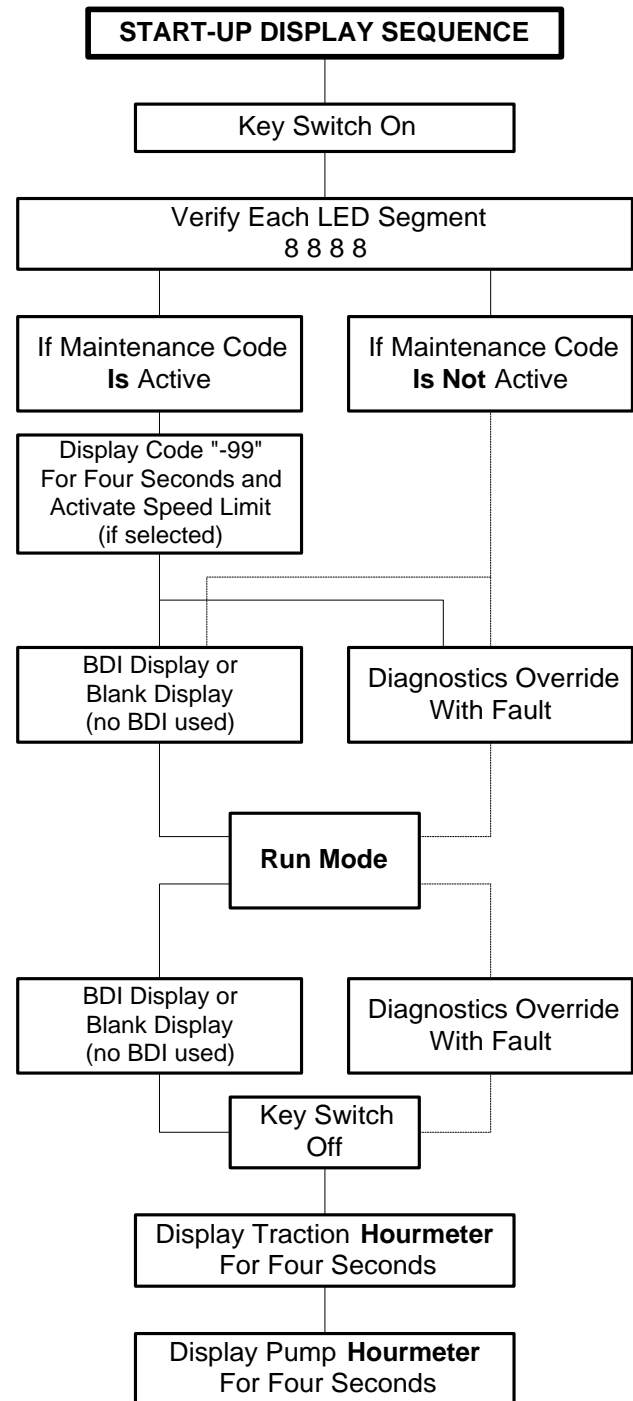 START-UP DISPLAY SEQUENCE
Key Switch On
Verify Each LED Segment
8 8 8 8
If Maintenance Code
Is Active
If Maintenance Code
Is Not Active
Display Code "-99"
For Four Seconds and
Activate Speed Limit
(if selected)
BDI Display or
Blank Display
(no BDI used)
Diagnostics Override
With Fault
Run Mode
BDI Display or
Blank Display
(no BDI used)
Diagnostics Override
With Fault
Key Switch
Off
Display Traction Hourmeter
For Four Seconds
Display Pump Hourmeter
For Four Seconds